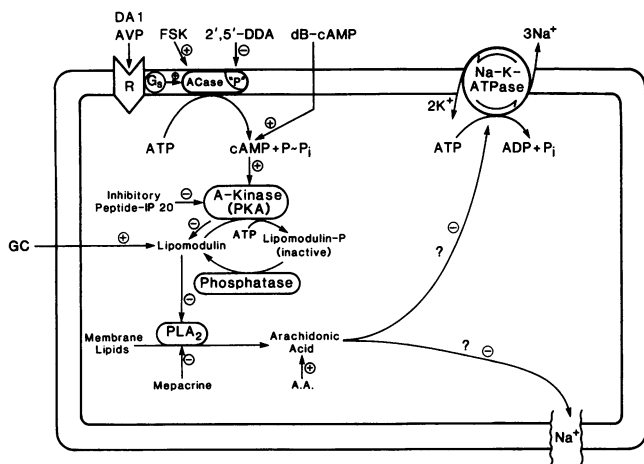 DA1
AVP
FSK
2',5'-DDA
dB-cAMP
3Na⁺
⊕
⊖
R
Gₛ
⊕
ACase
"P"
Na-K-
ATPase
2K⁺
ATP
⊕
cAMP+P~Pᵢ
ATP
ADP+Pᵢ
⊕
Inhibitory
Peptide-IP 20
⊖
A-Kinase
(PKA)
⊖
ATP
GC
⊕
Lipomodulin
Lipomodulin-P
(inactive)
⊖
?
Phosphatase
⊖
Membrane
Lipids
PLA₂
Arachidonic
Acid
?
⊖
⊖
Mepacrine
⊕
A.A.
Na⁺